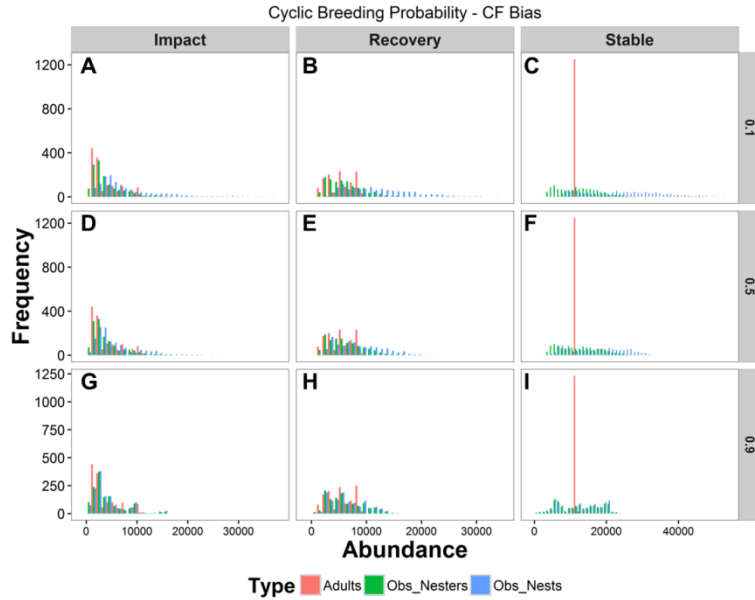 Cyclic Breeding Probability - CF Bias
Impact Recovery Stable
A B C
1200
800
400
0
0.1
D E F
1200
800
400
0
0.5
G H I
1250
1000
750
500
250
0
0.9
Frequency
0 10000 20000 30000 0 10000 20000 30000 0 20000 40000
Abundance
Type Adults Obs_Nesters Obs_Nests